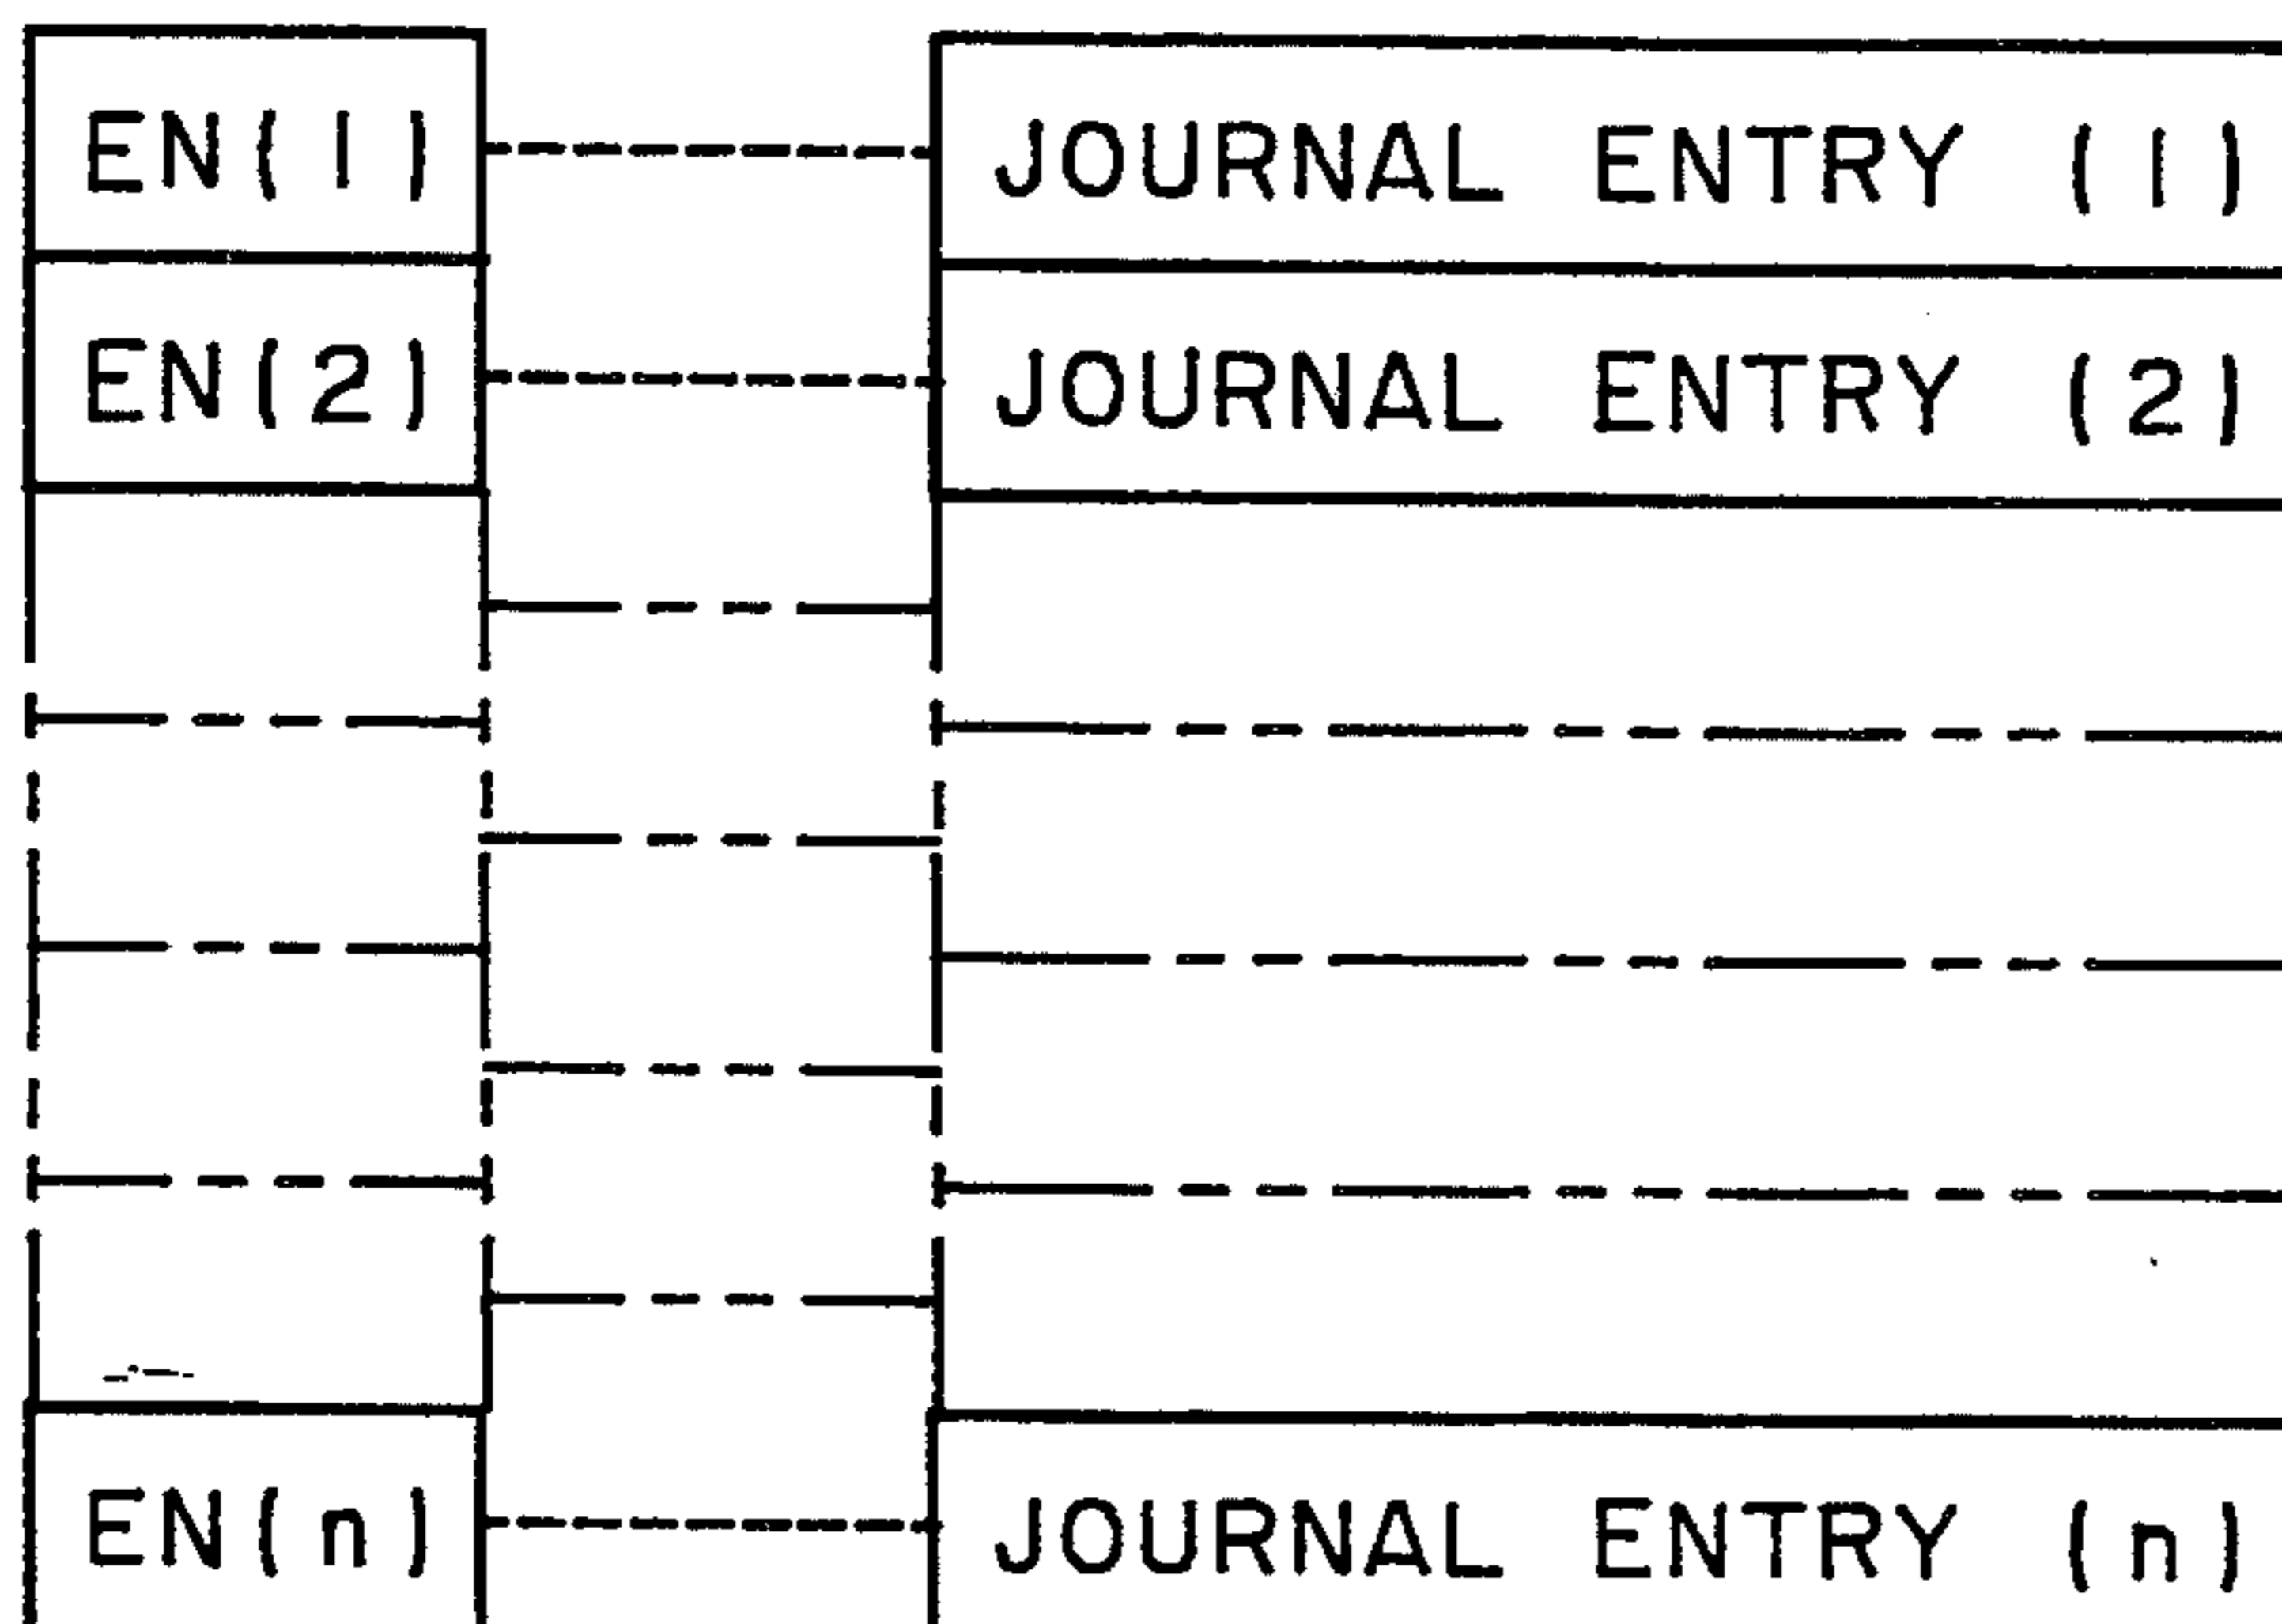 EN(1) JOURNAL ENTRY (1)
EN(2) JOURNAL ENTRY (2)
EN(n) JOURNAL ENTRY (n)